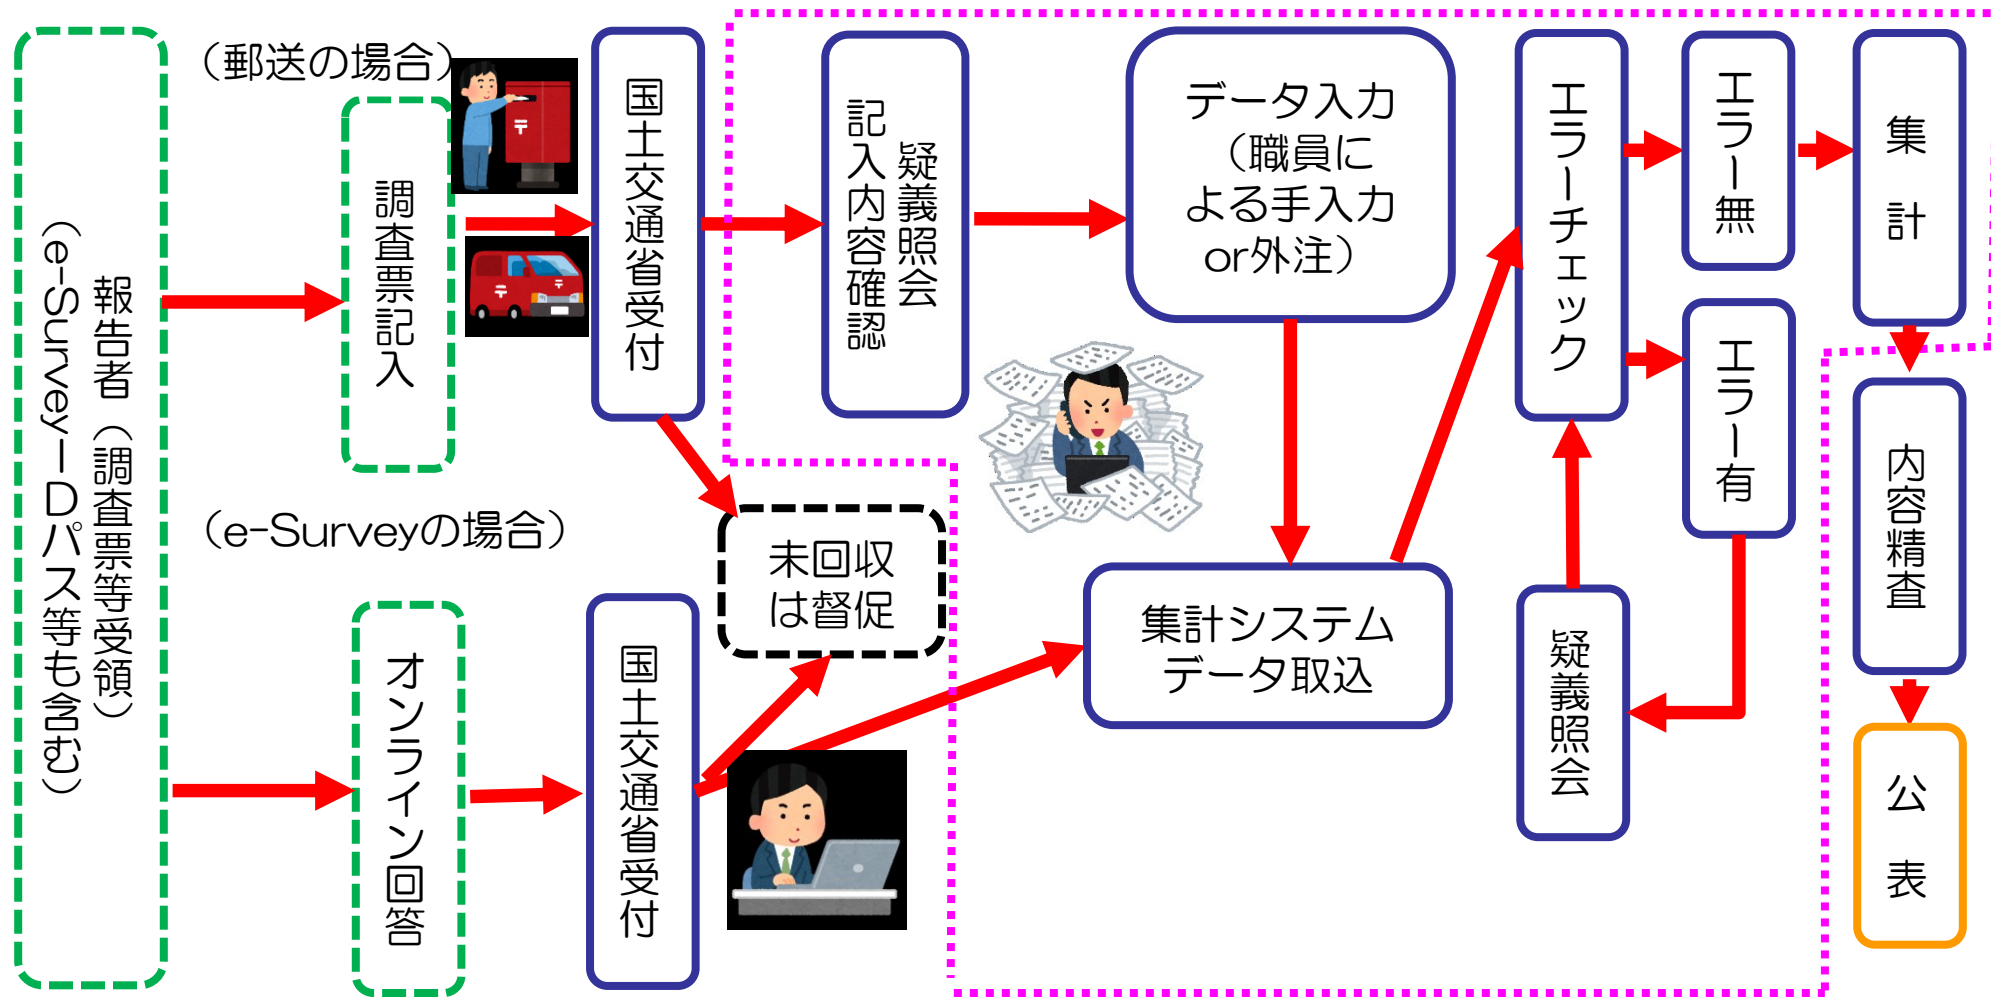 報告者（調査票等受領）
（e-SurveyーIDパス等も含む）
（郵送の場合）
調査票記入
国土交通省受付
記入内容確認
疑義照会
データ入力
（職員に
よる手入力
or外注）
エラーチェック
エラー無
集計
エラー有
疑義照会
内容精査
公表
（e-Surveyの場合）
オンライン回答
国土交通省受付
未回収
は督促
集計システム
データ取込